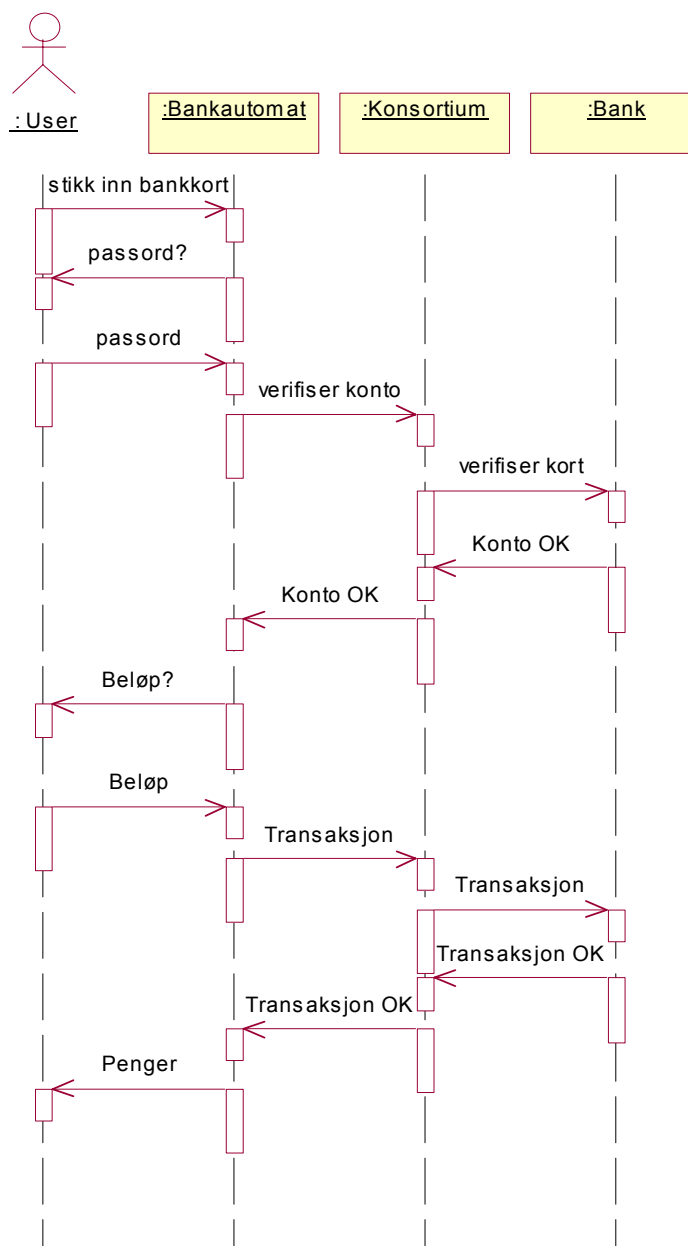 : User
:Bankautomat
:Konsortium
:Bank
stikk inn bankkort
passord?
passord
verifiser konto
verifiser kort
Konto OK
Konto OK
Beløp?
Beløp
Transaksjon
Transaksjon
Transaksjon OK
Transaksjon OK
Penger